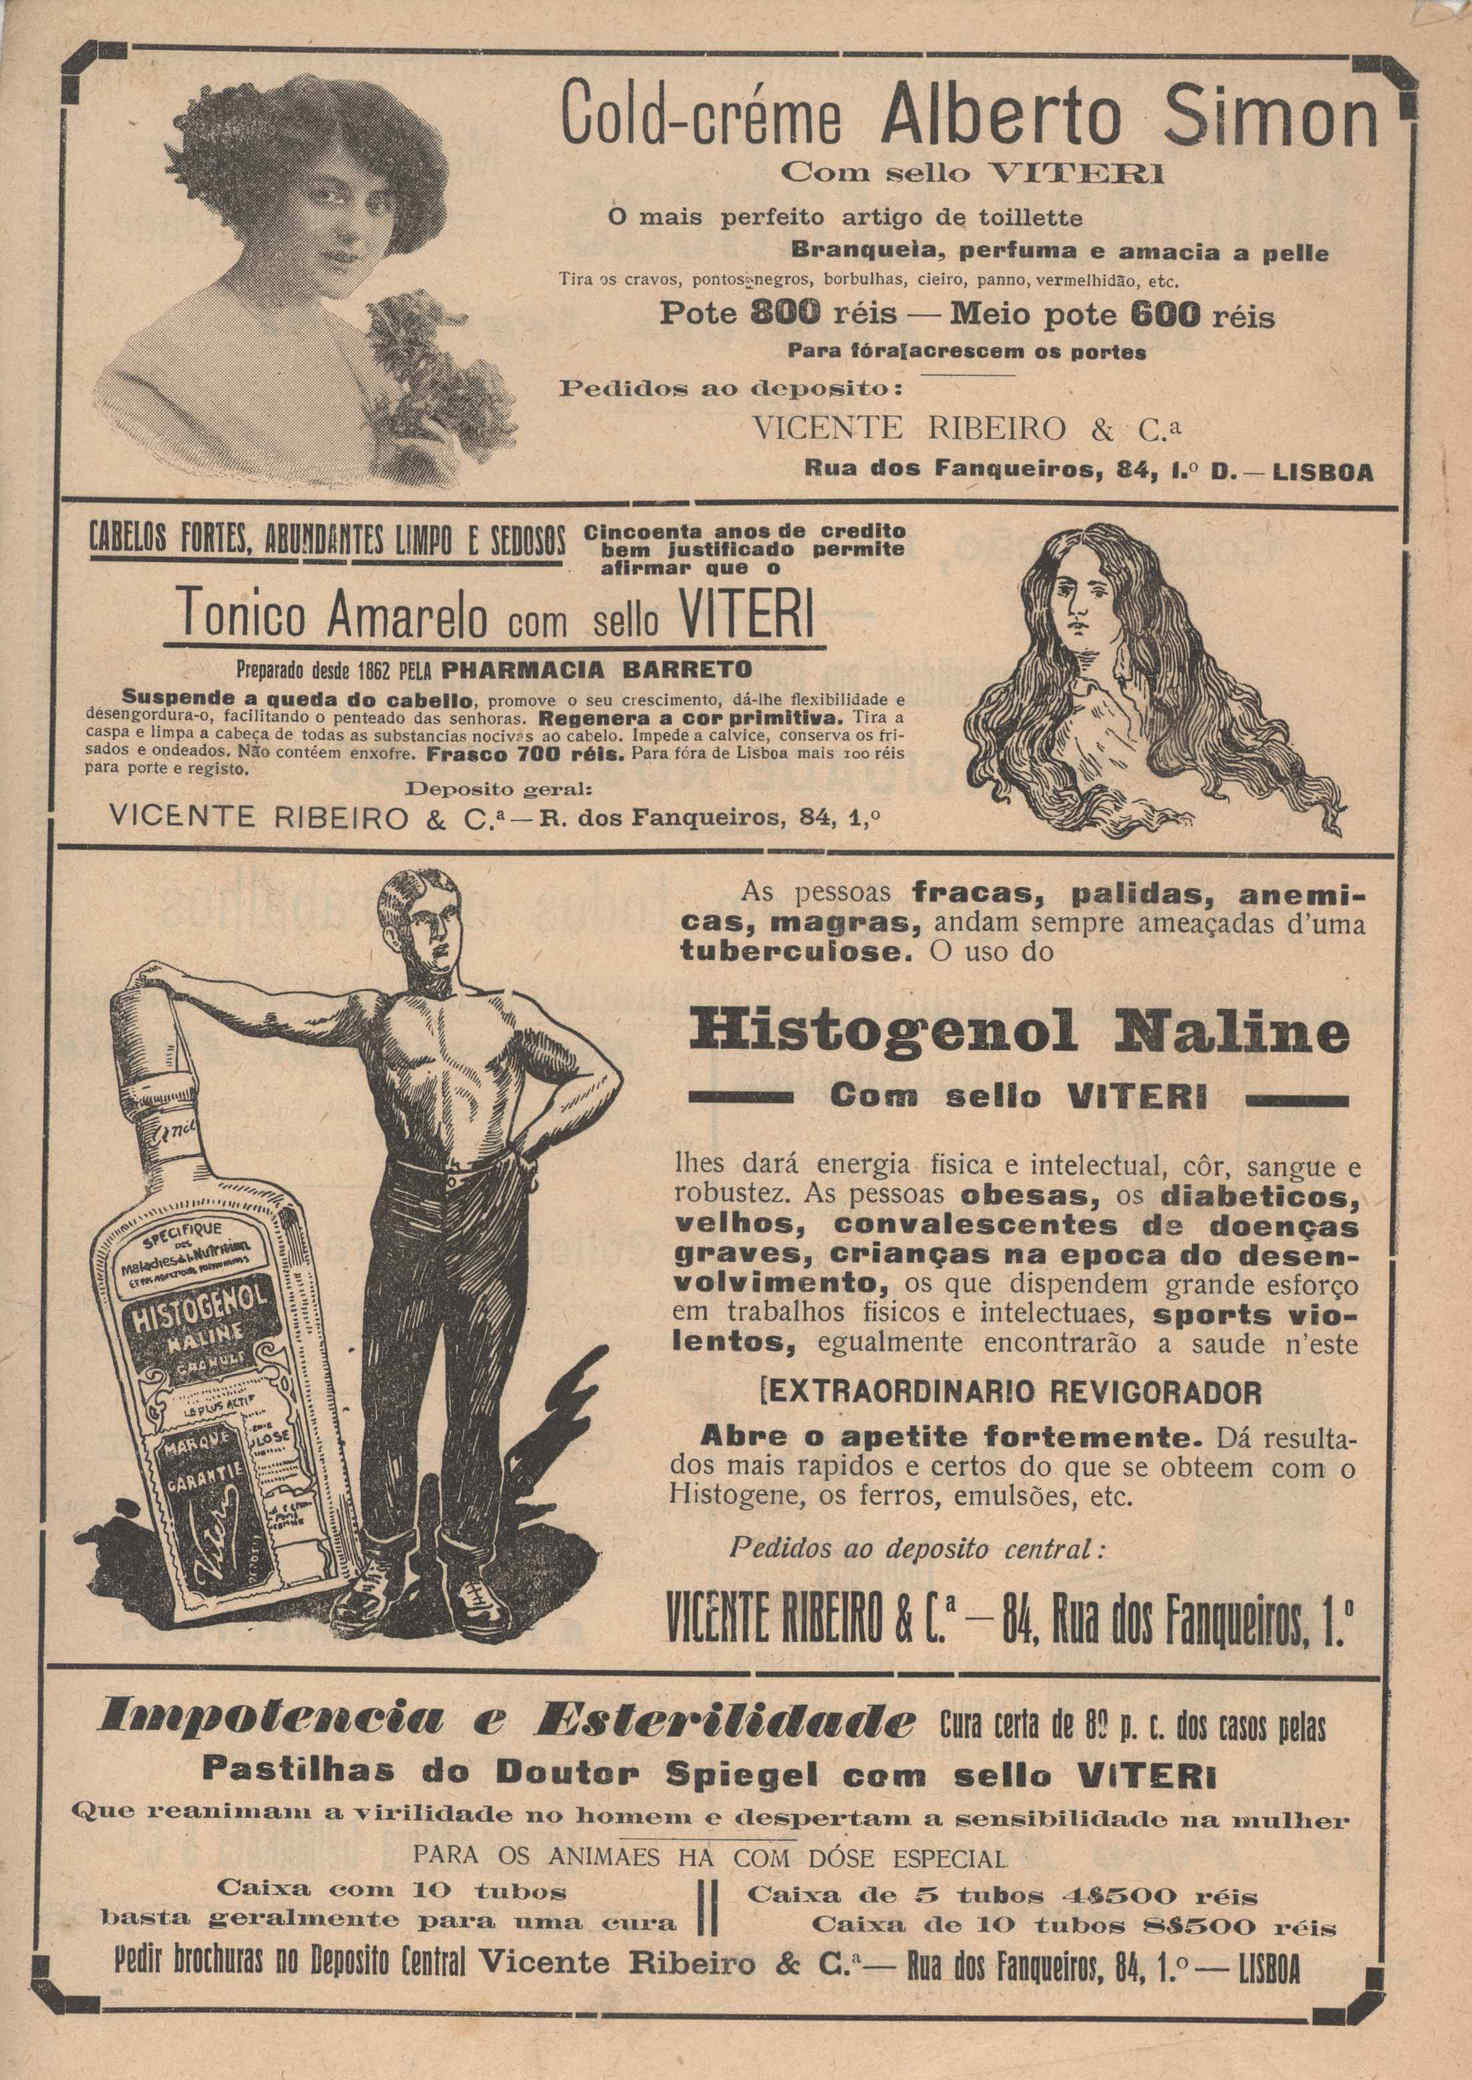 Cold-créme Alberto Simon
Com sello VITERI
O mais perfeito artigo de toillette
Branqueia, perfuma e amacia a pelle
Tira os cravos, pontos negros, borbulhas, cieiro, panno, vermelhidão, etc.
Pote 800 réis — Meio pote 600 réis
Para fóra[acrescem os portes
Pedidos ao deposito:
VICENTE RIBEIRO & C.ª
Rua dos Fanqueiros, 84, 1.º D. — LISBOA
CABELOS FORTES, ABUNDANTES LIMPO E SEDOSOS
Cincoenta anos de credito
bem justificado permite
afirmar que o
Tonico Amarelo com sello VITERI
Preparado desde 1862 PELA PHARMACIA BARRETO
Suspende a queda do cabello, promove o seu crescimento, dá-lhe flexibilidade e
desengordura-o, facilitando o penteado das senhoras. Regenera a cor primitiva. Tira a
caspa e limpa a cabeça de todas as substancias nocivas ao cabelo. Impede a calvice, conserva os fri-
sados e ondeados. Não contéem enxofre. Frasco 700 réis. Para fóra de Lisboa mais 100 réis
para porte e registo.
Deposito geral:
VICENTE RIBEIRO & C.ª — R. dos Fanqueiros, 84, 1,º
As pessoas fracas, palidas, anemi-
cas, magras, andam sempre ameaçadas d'uma
tuberculose. O uso do
Histogenol Naline
Com sello VITERI
lhes dará energia fisica e intelectual, côr, sangue e
robustez. As pessoas obesas, os diabeticos,
velhos, convalescentes de doenças
graves, crianças na epoca do desen-
volvimento, os que dispendem grande esforço
em trabalhos fisicos e intelectuaes, sports vio-
lentos, egualmente encontrarão a saude n'este
[EXTRAORDINARIO REVIGORADOR
Abre o apetite fortemente. Dá resulta-
dos mais rapidos e certos do que se obteem com o
Histogene, os ferros, emulsões, etc.
Pedidos ao deposito central:
VICENTE RIBEIRO & C.ª — 84, Rua dos Fanqueiros, 1.º
SPECIFIQUE
DES
Maladies de la Nutrition
HISTOGENOL
NALINE
GRANULÉ
LE PLUS ACTIF
MARQUE
GARANTIE
Viteri
Impotencia e Esterilidade Cura certa de p. c. dos casos pelas
Pastilhas do Doutor Spiegel com sello VITERI
Que reanimam a virilidade no homem e despertam a sensibilidade na mulher
PARA OS ANIMAES HA COM DÓSE ESPECIAL
Caixa com 10 tubos
basta geralmente para uma cura
Caixa de 5 tubos 4$500 réis
Caixa de 10 tubos 8$500 réis
Pedir brochuras no Deposito Central Vicente Ribeiro & C.ª — Rua dos Fanqueiros, 84, 1.º — LISBOA